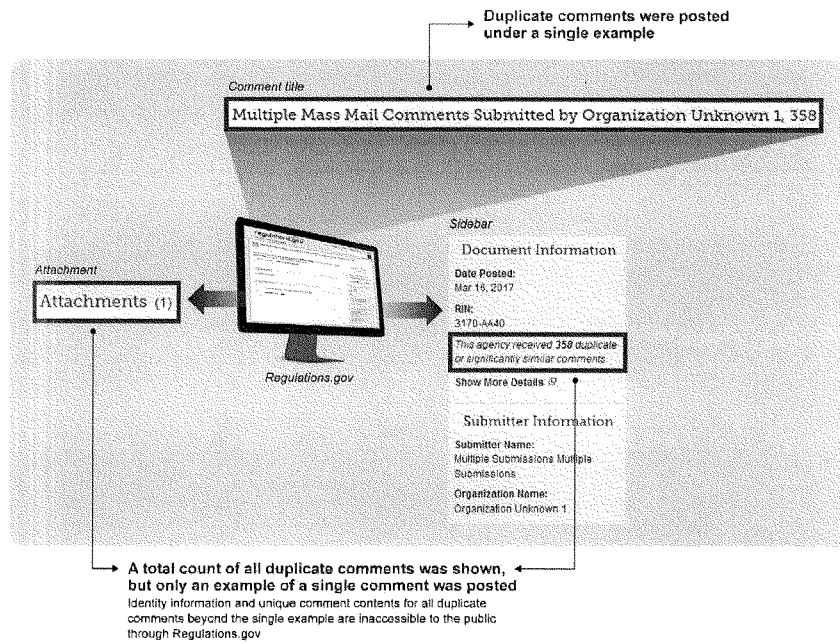 Duplicate comments were posted
under a single example
Comment title
Multiple Mass Mail Comments Submitted by Organization Unknown 1, 358
Sidebar
Document Information
Date Posted:
Mar 16, 2017
RIN:
3170-AA40
This agency received 358 duplicate
or significantly similar comments
Show More Details
Submitter Information
Submitter Name:
Multiple Submissions Multiple
Submissions
Organization Name:
Organization Unknown 1
Attachment
Attachments (1)
regulations.gov
Regulations.gov
A total count of all duplicate comments was shown,
but only an example of a single comment was posted
Identity information and unique comment contents for all duplicate
comments beyond the single example are inaccessible to the public
through Regulations.gov